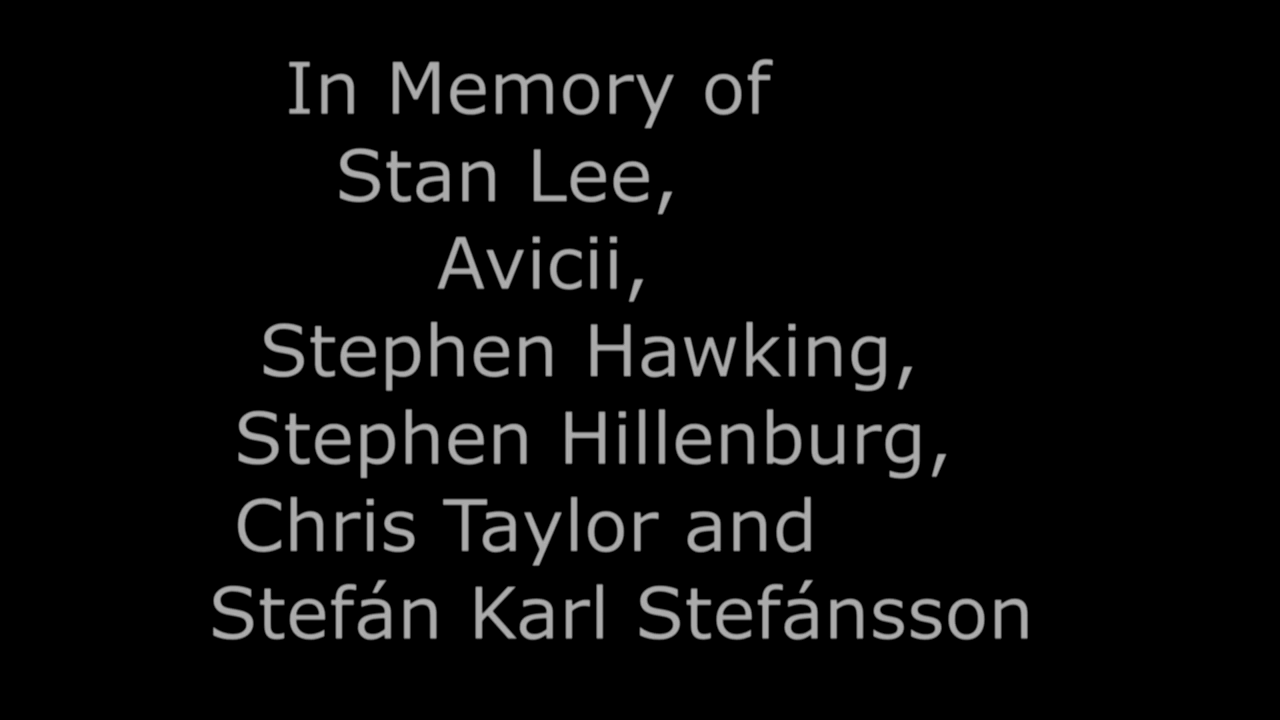 In Memory of
Stan Lee,
Avicii,
Stephen Hawking,
Stephen Hillenburg,
Chris Taylor and
Stefán Karl Stefánsson